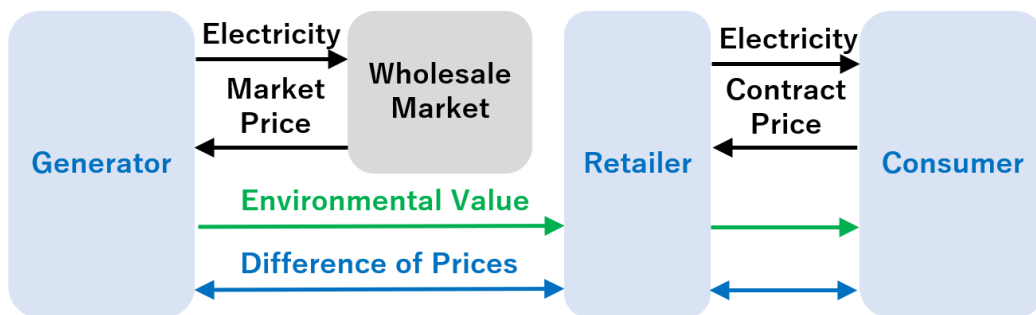 Electricity
Electricity
Wholesale
Market
Market
Price
Contract
Price
Generator
Retailer
Consumer
Environmental Value
Difference of Prices